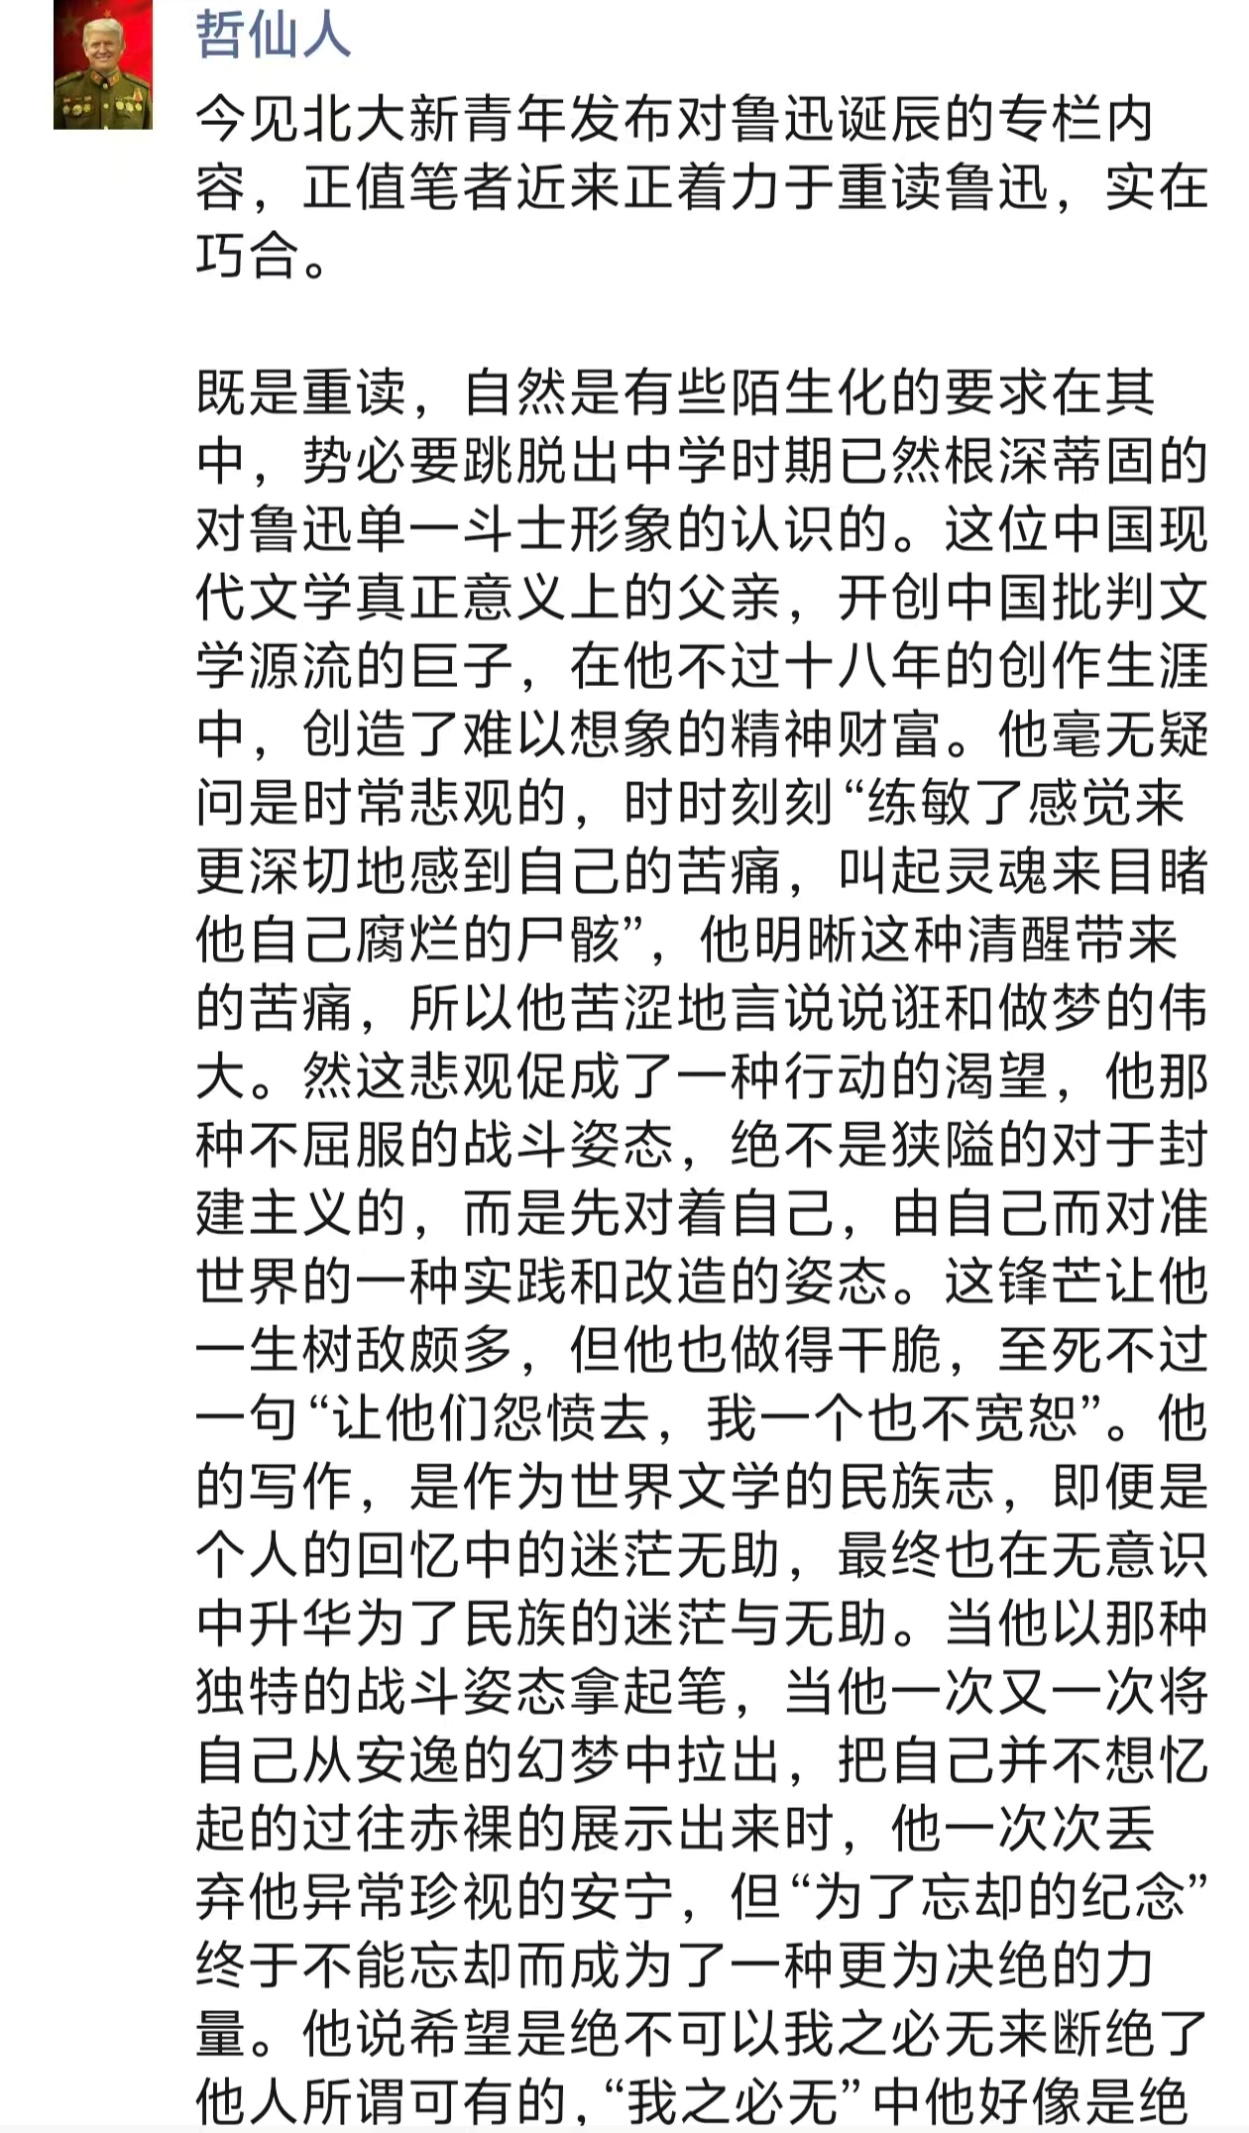 哲仙人
今见北大新青年发布对鲁迅诞辰的专栏内
容，正值笔者近来正着力于重读鲁迅，实在
巧合。
既是重读，自然是有些陌生化的要求在其
中，势必要跳脱出中学时期已然根深蒂固的
对鲁迅单一斗士形象的认识的。这位中国现
代文学真正意义上的父亲，开创中国批判文
学源流的巨子，在他不过十八年的创作生涯
中，创造了难以想象的精神财富。他毫无疑
问是时常悲观的，时时刻刻“练敏了感觉来
更深切地感到自己的苦痛，叫起灵魂来目睹
他自己腐烂的尸骸”，他明晰这种清醒带来
的苦痛，所以他苦涩地言说说诳和做梦的伟
大。然这悲观促成了一种行动的渴望，他那
种不屈服的战斗姿态，绝不是狭隘的对于封
建主义的，而是先对着自己，由自己而对准
世界的一种实践和改造的姿态。这锋芒让他
一生树敌颇多，但他也做得干脆，至死不过
一句“让他们怨愤去，我一个也不宽恕”。他
的写作，是作为世界文学的民族志，即便是
个人的回忆中的迷茫无助，最终也在无意识
中升华为了民族的迷茫与无助。当他以那种
独特的战斗姿态拿起笔，当他一次又一次将
自己从安逸的幻梦中拉出，把自己并不想忆
起的过往赤裸的展示出来时，他一次次丢
弃他异常珍视的安宁，但“为了忘却的纪念”
终于不能忘却而成为了一种更为决绝的力
量。他说希望是绝不可以我之必无来断绝了
他人所谓可有的，“我之必无”中他好像是绝